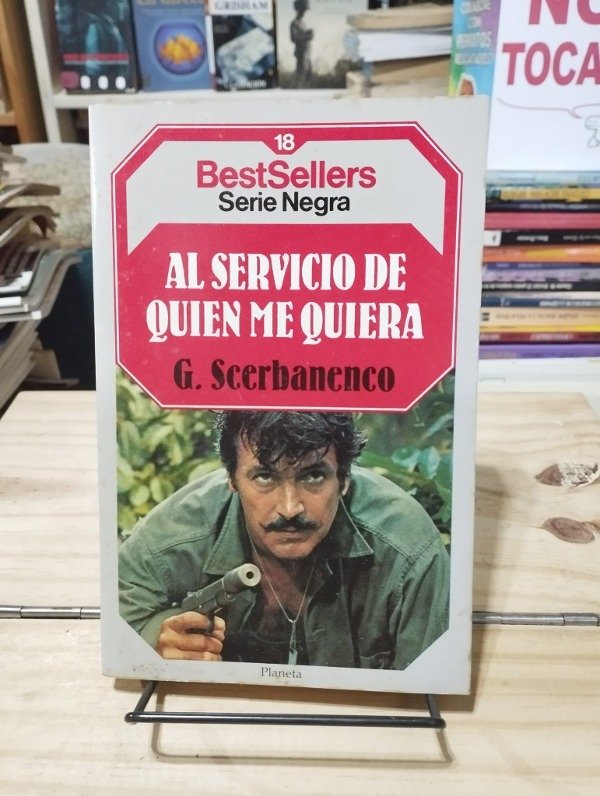 GRISHAM
NO
TOCA
18
BestSellers
Serie Negra
AL SERVICIO DE
QUIEN ME QUIERA
G. Scerbanenco
Planeta